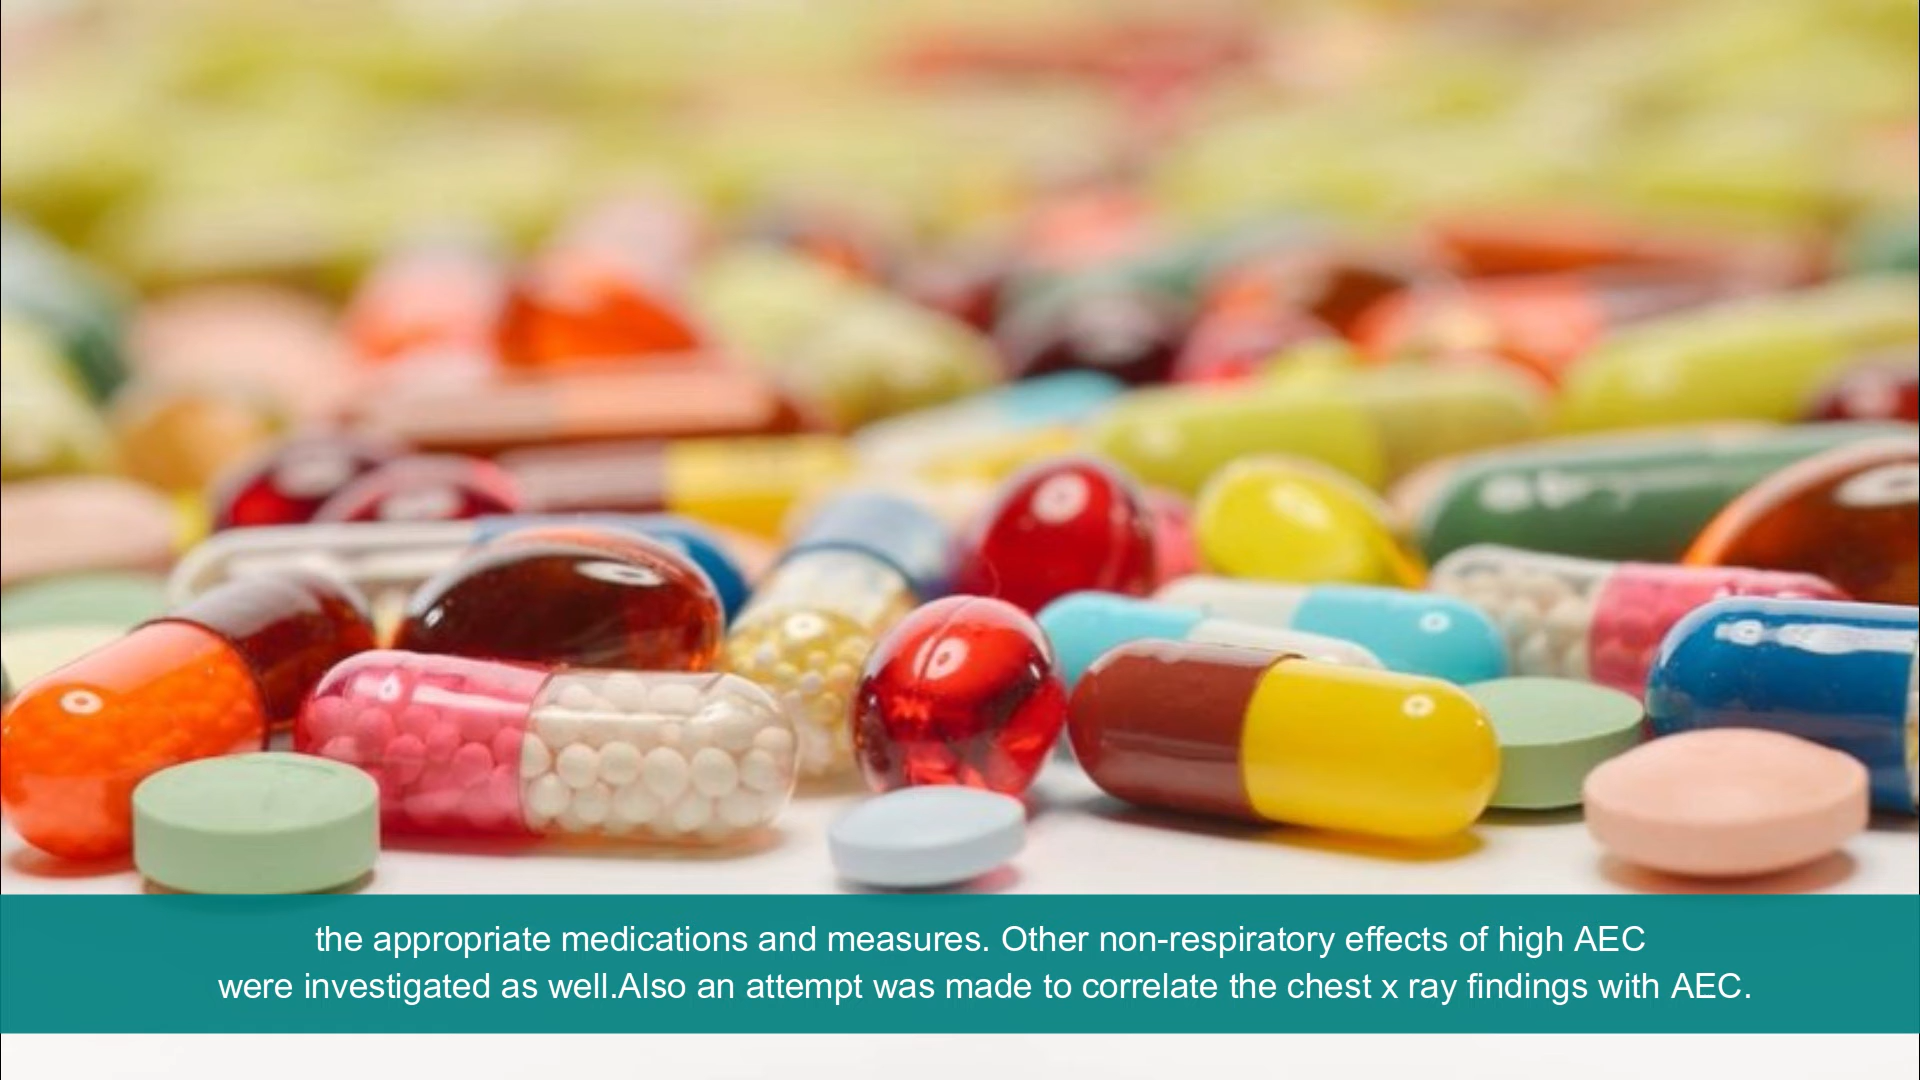 the appropriate medications and measures. Other non-respiratory effects of high AEC
were investigated as well.Also an attempt was made to correlate the chest x ray findings with AEC.